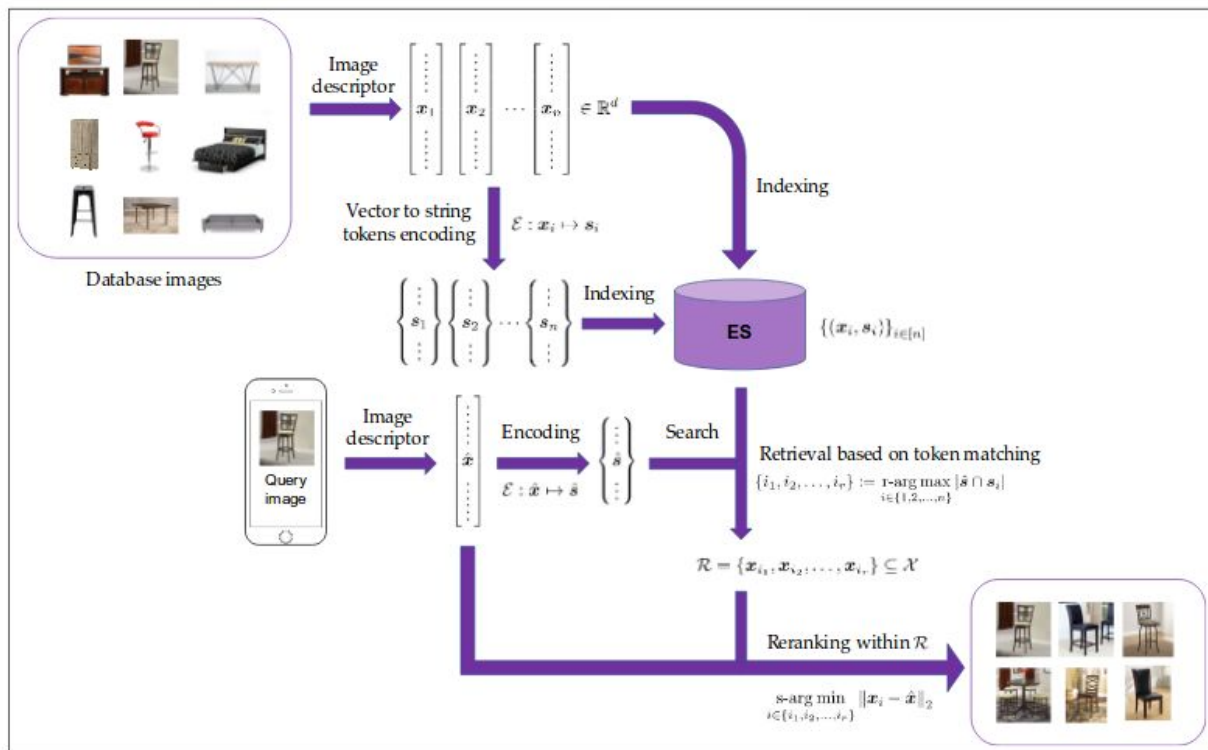 Image
descriptor
x₁ x₂ ⋯ xₙ ∈ ℝᵈ
Indexing
Vector to string
tokens encoding
ℰ : xᵢ ↦ sᵢ
Database images
{s₁} {s₂} ⋯ {sₙ}
Indexing
ES
{(xᵢ, sᵢ)}ᵢ∈[n]
Query
image
Image
descriptor
x̂
Encoding
ℰ : x̂ ↦ ŝ
ŝ
Search
Retrieval based on token matching
{i₁, i₂, . . . , iᵣ} := r-arg max |ŝ ∩ sᵢ|
i∈{1,2,...,n}
ℛ = {xᵢ₁, xᵢ₂, . . . , xᵢᵣ} ⊆ 𝒳
Reranking within ℛ
s-arg min ‖xᵢ − x̂‖₂
i∈{i₁,i₂,...,iᵣ}